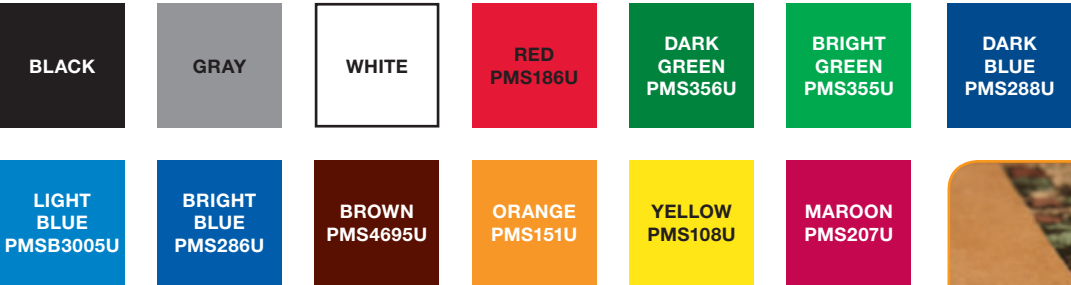 BLACK
GRAY
WHITE
RED
PMS186U
DARK
GREEN
PMS356U
BRIGHT
GREEN
PMS355U
DARK
BLUE
PMS288U
LIGHT
BLUE
PMSB3005U
BRIGHT
BLUE
PMS286U
BROWN
PMS4695U
ORANGE
PMS151U
YELLOW
PMS108U
MAROON
PMS207U